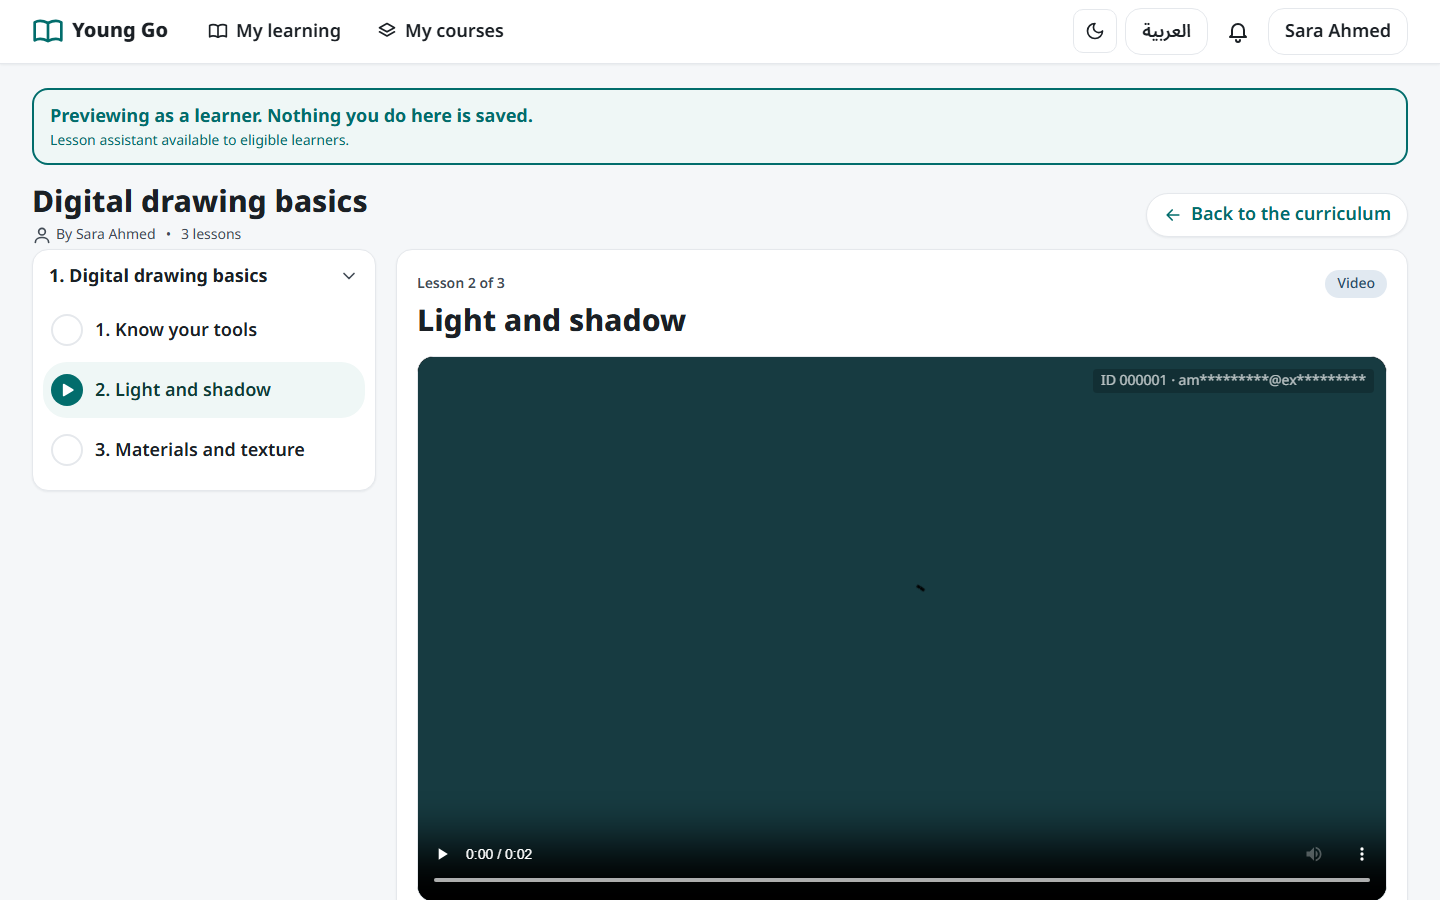 Young Go
My learning
My courses
العربية
Sara Ahmed
Previewing as a learner. Nothing you do here is saved.
Lesson assistant available to eligible learners.
Digital drawing basics
By Sara Ahmed • 3 lessons
Back to the curriculum
1. Digital drawing basics
1. Know your tools
2. Light and shadow
3. Materials and texture
Lesson 2 of 3
Video
Light and shadow
ID 000001 · am*********@ex*********
0:00 / 0:02